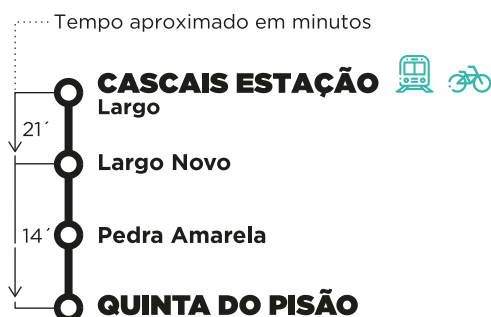 Tempo aproximado em minutos
CASCAIS ESTAÇÃO
Largo
21´
Largo Novo
14´
Pedra Amarela
QUINTA DO PISÃO